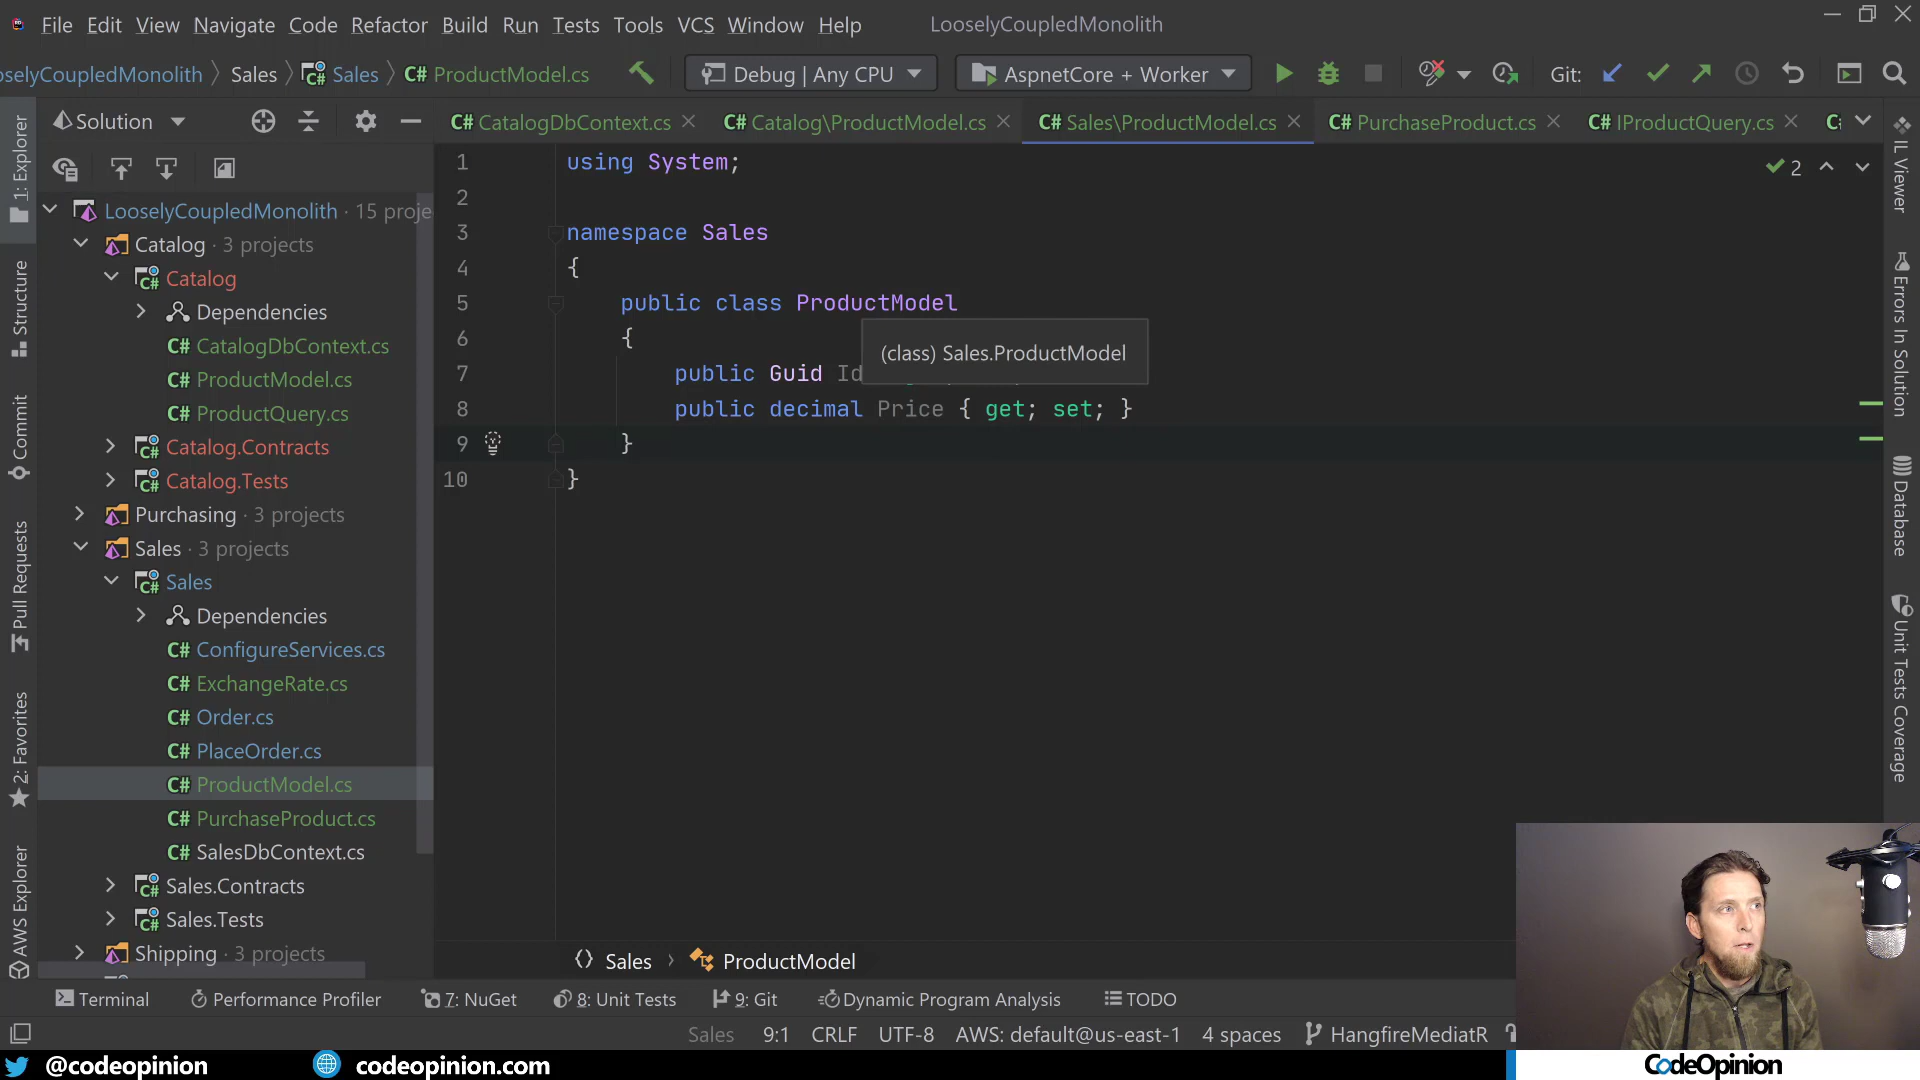 File Edit View Navigate Code Refactor Build Run Tests Tools VCS Window Help LooselyCoupledMonolith
oselyCoupledMonolith Sales C# Sales C# ProductModel.cs Debug | Any CPU AspnetCore + Worker Git:
Solution
C# CatalogDbContext.cs C# Catalog\ProductModel.cs C# Sales\ProductModel.cs C# PurchaseProduct.cs C# IProductQuery.cs
1: Explorer
Structure
Commit
Pull Requests
2: Favorites
AWS Explorer
LooselyCoupledMonolith · 15 proje
Catalog · 3 projects
C# Catalog
Dependencies
C# CatalogDbContext.cs
C# ProductModel.cs
C# ProductQuery.cs
C# Catalog.Contracts
C# Catalog.Tests
Purchasing · 3 projects
Sales · 3 projects
C# Sales
Dependencies
C# ConfigureServices.cs
C# ExchangeRate.cs
C# Order.cs
C# PlaceOrder.cs
C# ProductModel.cs
C# PurchaseProduct.cs
C# SalesDbContext.cs
C# Sales.Contracts
C# Sales.Tests
Shipping · 3 projects
1 using System;
2
3 namespace Sales
4 {
5 public class ProductModel
6 {
(class) Sales.ProductModel
7 public Guid Id
8 public decimal Price { get; set; }
9 }
10 }
2
IL Viewer
Errors In Solution
Database
Unit Tests Coverage
Sales ProductModel
Terminal Performance Profiler 7: NuGet 8: Unit Tests 9: Git Dynamic Program Analysis TODO
Sales 9:1 CRLF UTF-8 AWS: default@us-east-1 4 spaces HangfireMediatR
@codeopinion codeopinion.com CodeOpinion